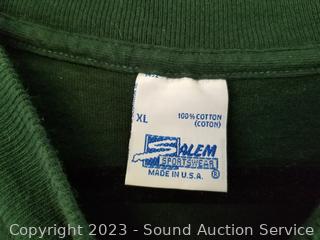 XL
100% COTTON
(COTON)
SALEM
SPORTSWEAR
MADE IN U.S.A. ®
Copyright 2023 - Sound Auction Service